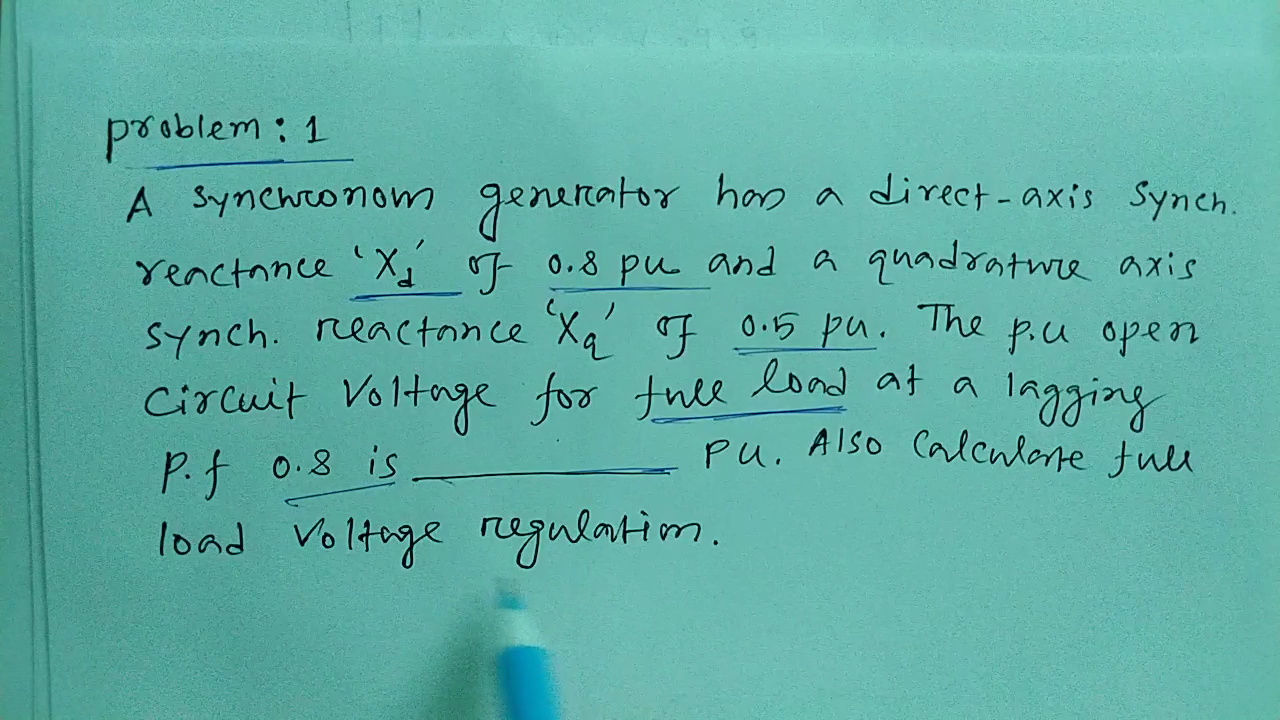 problem: 1
A synchronous generator has a direct-axis synch.
reactance 'Xd' of 0.8 pu and a quadrature axis
synch. reactance 'Xq' of 0.5 pu. The p.u open
circuit voltage for full load at a lagging
P.f 0.8 is ________ PU. Also calculate full
load voltage regulation.